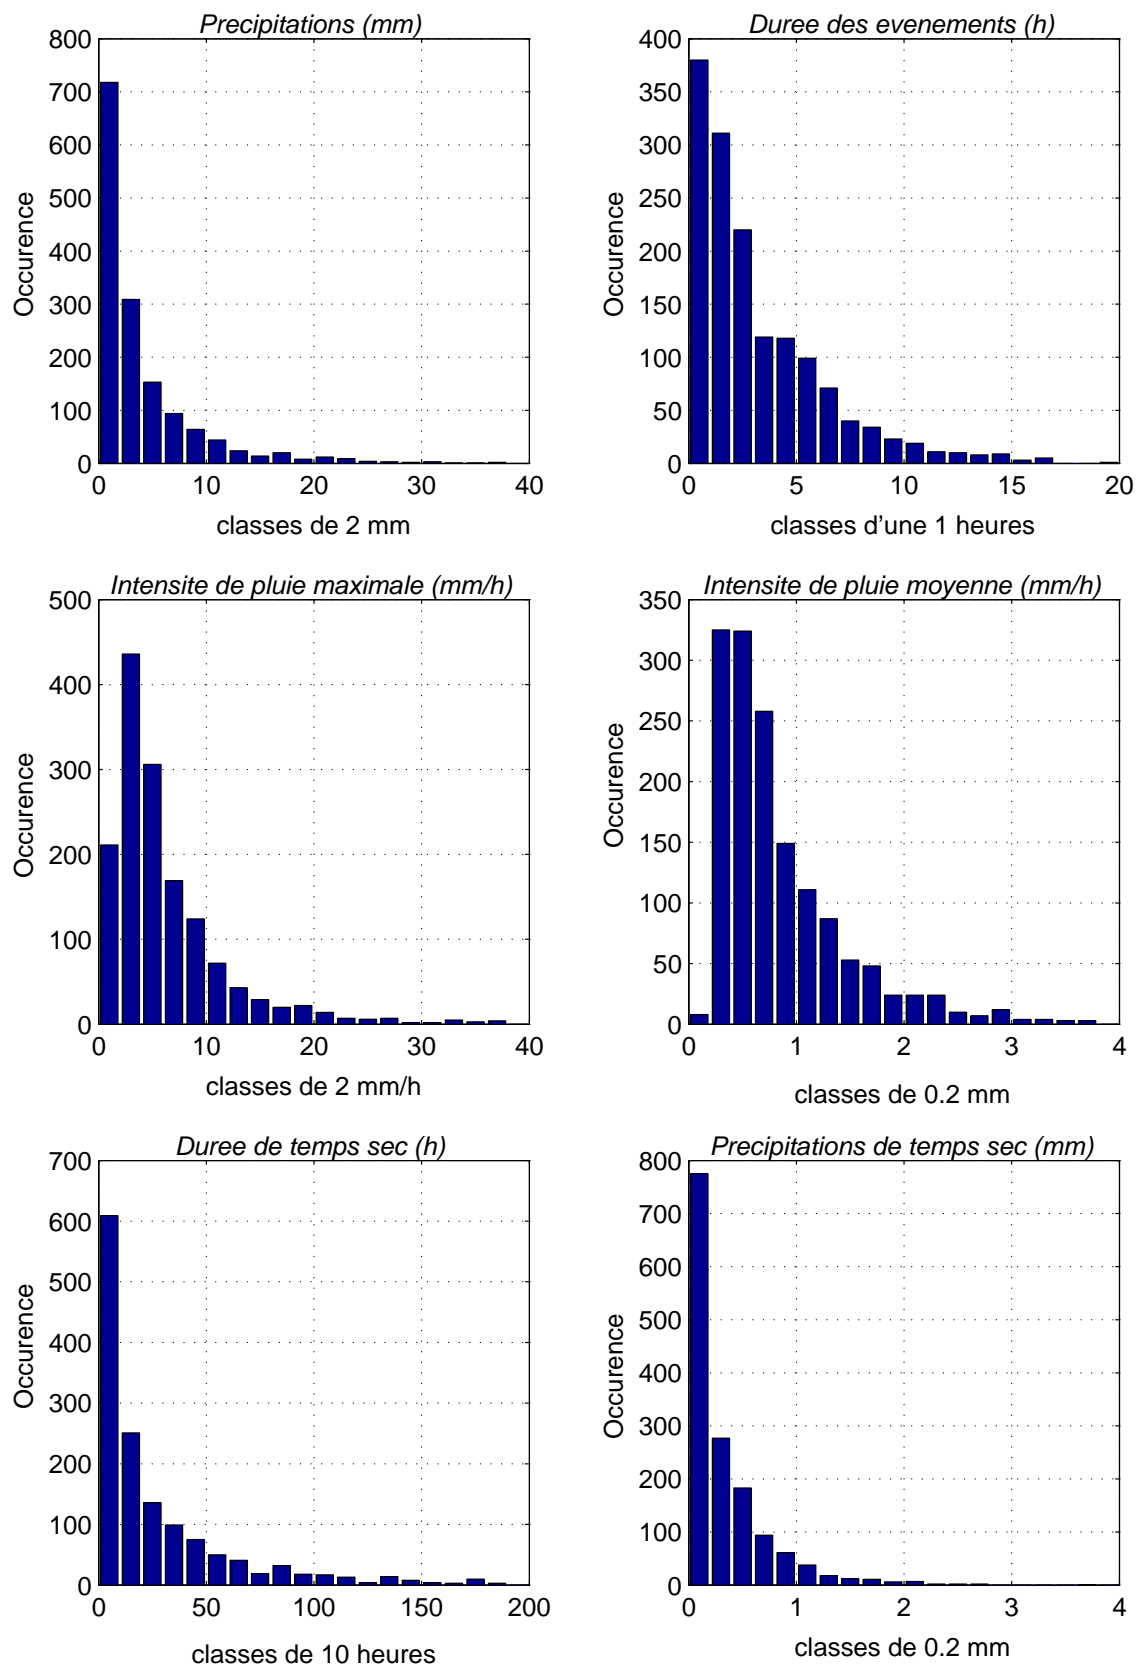 Precipitations (mm)
800
700
600
500
400
300
200
100
0
Occurence
0 10 20 30 40
classes de 2 mm
Duree des evenements (h)
400
350
300
250
200
150
100
50
0
Occurence
0 5 10 15 20
classes d'une 1 heures
Intensite de pluie maximale (mm/h)
500
400
300
200
100
0
Occurence
0 10 20 30 40
classes de 2 mm/h
Intensite de pluie moyenne (mm/h)
350
300
250
200
150
100
50
0
Occurence
0 1 2 3 4
classes de 0.2 mm
Duree de temps sec (h)
700
600
500
400
300
200
100
0
Occurence
0 50 100 150 200
classes de 10 heures
Precipitations de temps sec (mm)
800
700
600
500
400
300
200
100
0
Occurence
0 1 2 3 4
classes de 0.2 mm